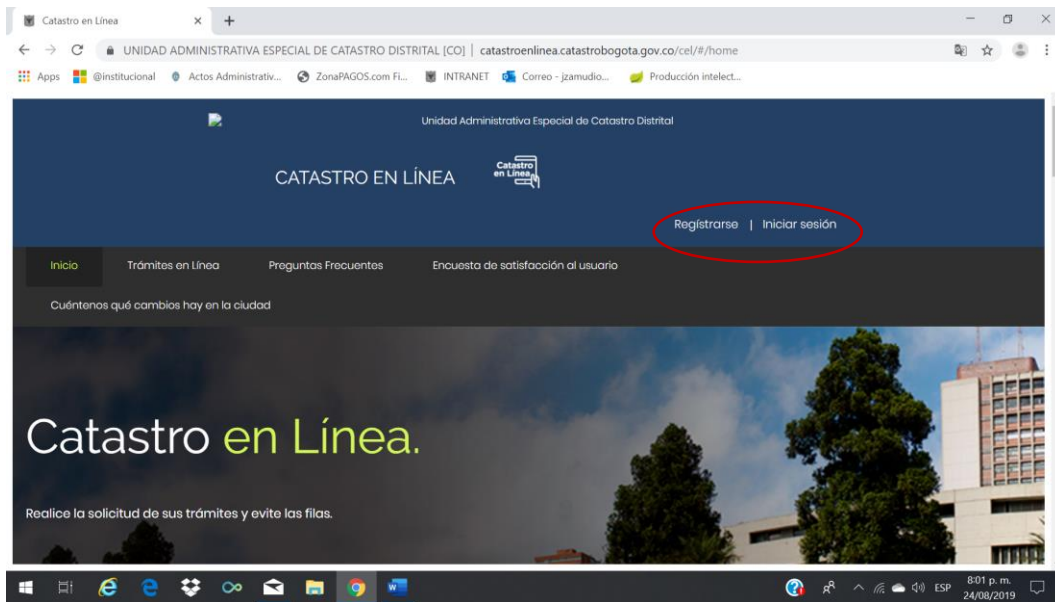 Catastro en Línea
UNIDAD ADMINISTRATIVA ESPECIAL DE CATASTRO DISTRITAL [CO] | catastroenlinea.catastrobogota.gov.co/cel/#/home
Apps @institucional Actos Administrativ... ZonaPAGOS.com Fi... INTRANET Correo - jzamudio... Producción intelect...
Unidad Administrativa Especial de Catastro Distrital
CATASTRO EN LÍNEA
Catastro
en Línea
Regístrarse | Iniciar sesión
Inicio Trámites en Línea Preguntas Frecuentes Encuesta de satisfacción al usuario
Cuéntenos qué cambios hay en la ciudad
Catastro en Línea.
Realice la solicitud de sus trámites y evite las filas.
ESP 8:01 p. m.
24/08/2019